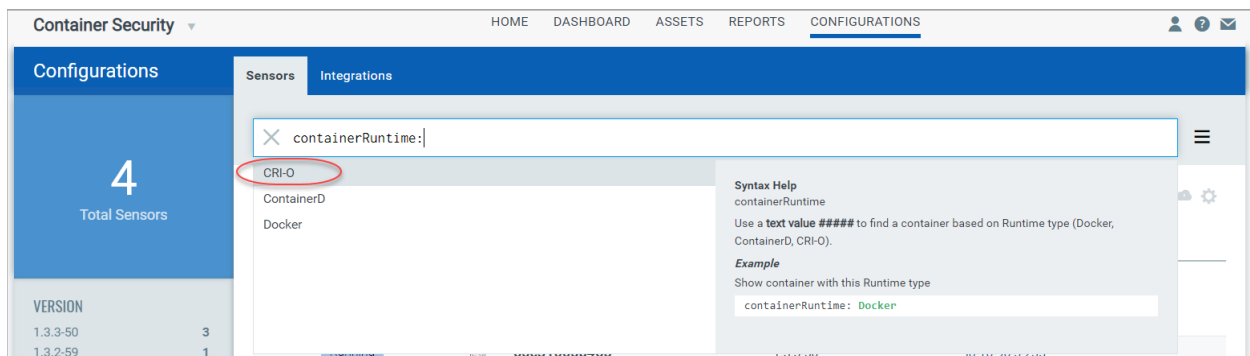 Container Security
HOME DASHBOARD ASSETS REPORTS CONFIGURATIONS
Configurations
Sensors Integrations
containerRuntime:
4
Total Sensors
CRI-O
ContainerD
Docker
Syntax Help
containerRuntime
Use a text value ##### to find a container based on Runtime type (Docker,
ContainerD, CRI-O).
Example
Show container with this Runtime type
containerRuntime: Docker
VERSION
1.3.3-50 3
1.3.2-59 1